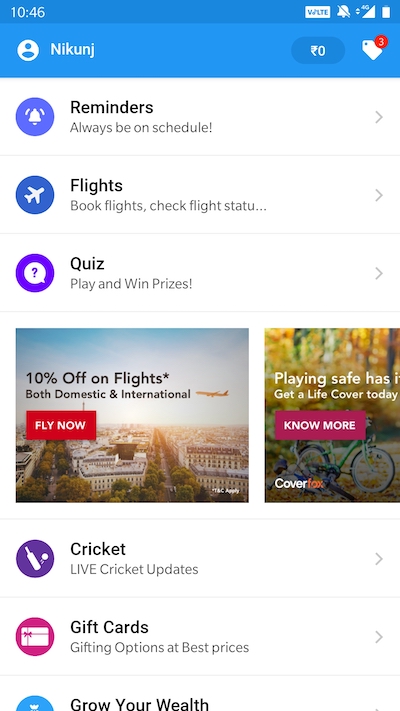 10:46
VoLTE
4G
Nikunj
₹0
3
Reminders
Always be on schedule!
Flights
Book flights, check flight statu...
Quiz
Play and Win Prizes!
10% Off on Flights*
Both Domestic & International
FLY NOW
*T&C Apply
Playing safe has i
Get a Life Cover today
KNOW MORE
Coverfox
Cricket
LIVE Cricket Updates
Gift Cards
Gifting Options at Best prices
Grow Your Wealth